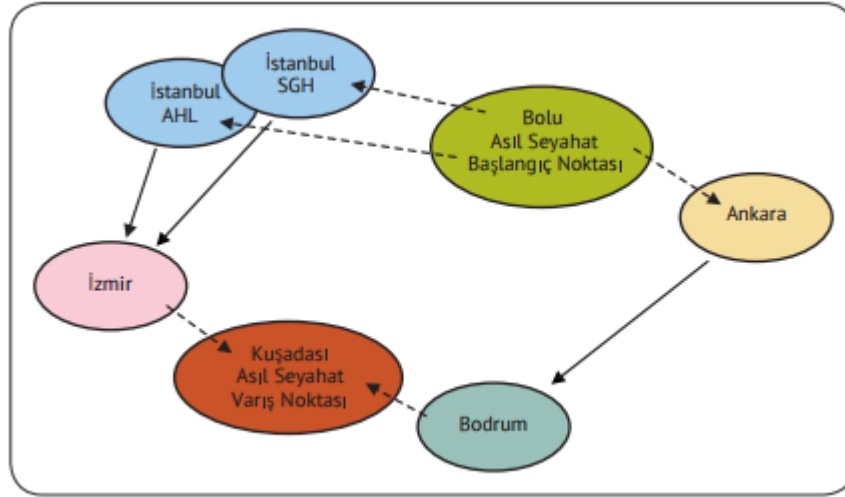 İstanbul
SGH
İstanbul
AHL
Bolu
Asıl Seyahat
Başlangıç Noktası
Ankara
İzmir
Kuşadası
Asıl Seyahat
Varış Noktası
Bodrum